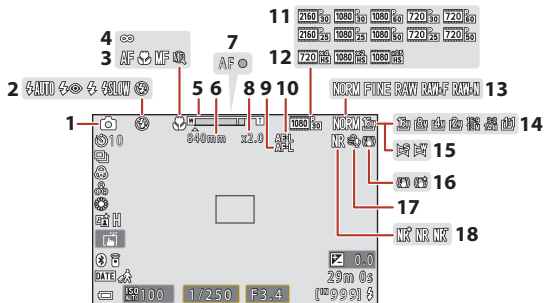 11 2160 30 1080 30 1080 60 720 30 720 60
2160 25 1080 25 1080 50 720 25 720 50
12 720 HS 1080 HS 1080 HS
4 ∞
3 AF MF
7
AF
2 AUTO SLOW
5 6 8 9 10
NORM FINE RAW RAW+F RAW+N 13
1
W T 1080 30 NORM
14
840mm x2.0 AE-L
AF-L
NR
15
10
16
17
H
NR NR NR 18
0.0
DATE
29m 0s
ISO AUTO 100 1/250 F3.4 [999]